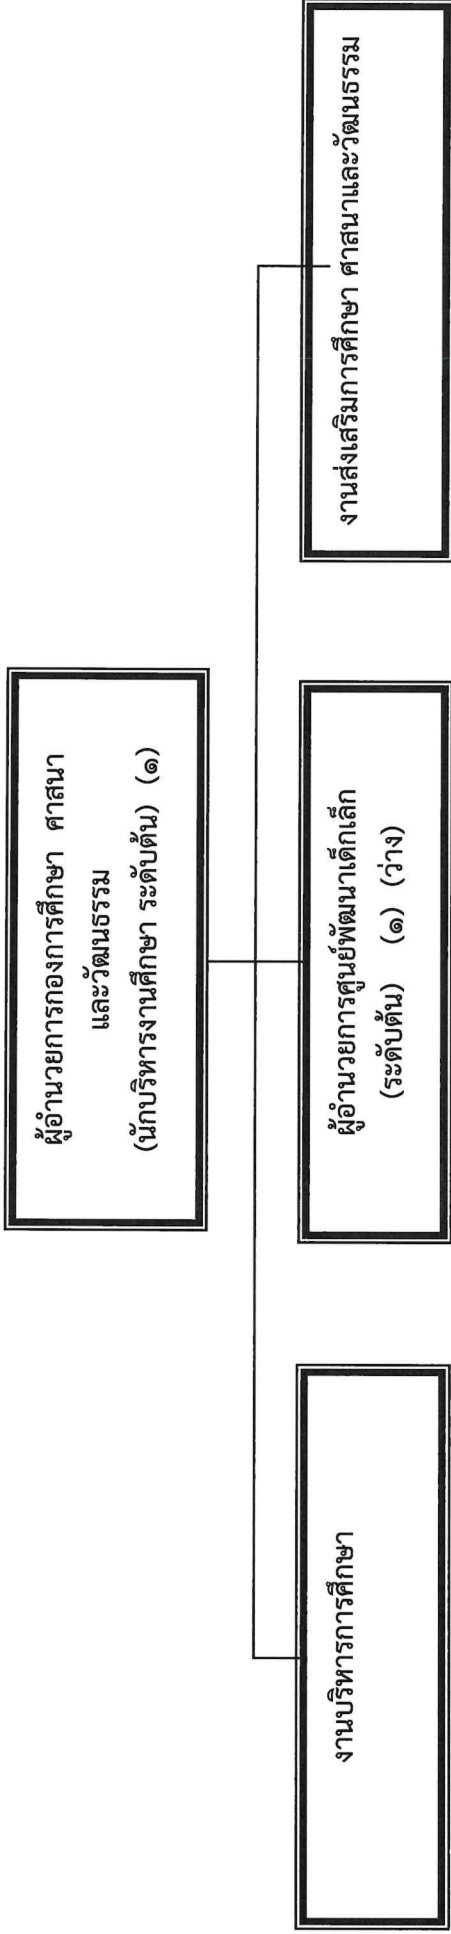 ผู้อำนวยการกองการศึกษา ศาสนา
และวัฒนธรรม
(นักบริหารงานศึกษา ระดับต้น) (๑)
งานบริหารการศึกษา
ผู้อำนวยการศูนย์พัฒนาเด็กเล็ก
(ระดับต้น) (๑) (ว่าง)
งานส่งเสริมการศึกษา ศาสนาและวัฒนธรรม